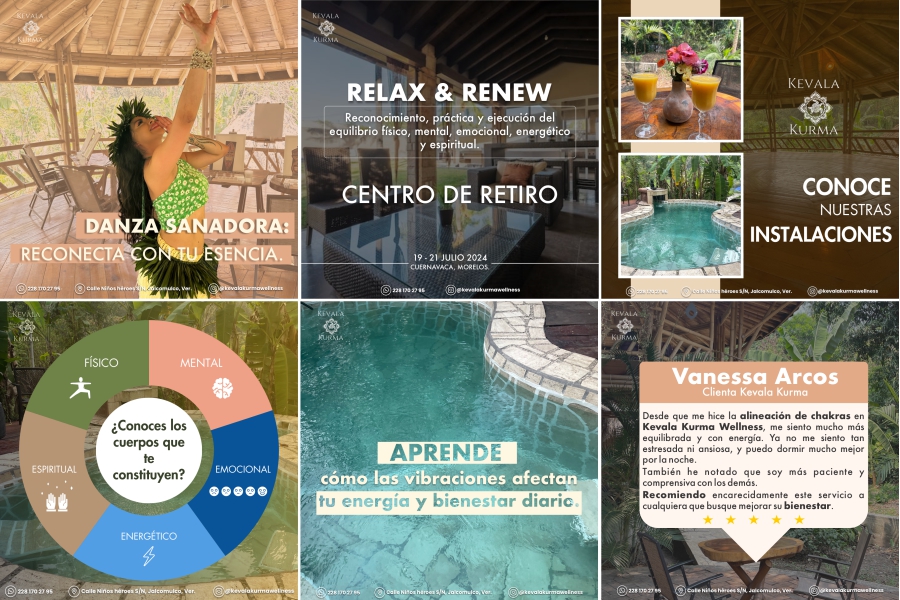 KEVALA
KURMA
DANZA SANADORA:
RECONECTA CON TU ESENCIA.
228 170 27 95
Calle Niños héroes S/N, Jalcomulco, Ver.
@kevalakurmawellness
KEVALA
KURMA
RELAX & RENEW
Reconocimiento, práctica y ejecución del
equilibrio físico, mental, emocional, energético
y espiritual.
CENTRO DE RETIRO
19 - 21 JULIO 2024
CUERNAVACA, MORELOS.
228 170 27 95
@kevalakurmawellness
KEVALA
KURMA
CONOCE
NUESTRAS
INSTALACIONES
228 170 27 95
Calle Niños héroes S/N, Jalcomulco, Ver.
@kevalakurmawellness
KEVALA
KURMA
FÍSICO
MENTAL
¿Conoces los
cuerpos que
te
constituyen?
ESPIRITUAL
EMOCIONAL
ENERGÉTICO
228 170 27 95
Calle Niños héroes S/N, Jalcomulco, Ver.
@kevalakurmawellness
KEVALA
KURMA
APRENDE
cómo las vibraciones afectan
tu energía y bienestar diario.
228 170 27 95
Calle Niños héroes S/N, Jalcomulco, Ver.
@kevalakurmawellness
KEVALA
KURMA
Vanessa Arcos
Clienta Kevala Kurma
Desde que me hice la alineación de chakras en
Kevala Kurma Wellness, me siento mucho más
equilibrada y con energía. Ya no me siento tan
estresada ni ansiosa, y puedo dormir mucho mejor
por la noche.
También he notado que soy más paciente y
comprensiva con los demás.
Recomiendo encarecidamente este servicio a
cualquiera que busque mejorar su bienestar.
228 170 27 95
Calle Niños héroes S/N, Jalcomulco, Ver.
@kevalakurmawellness